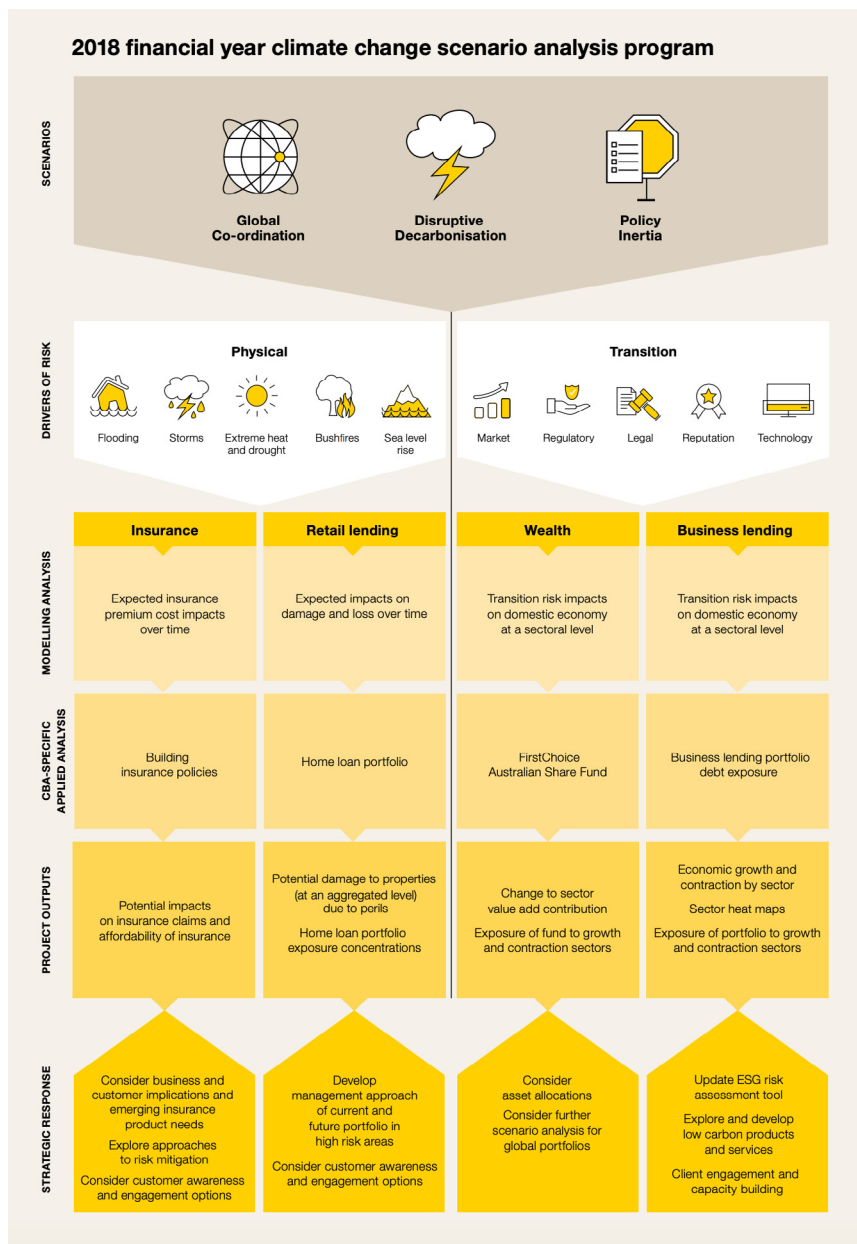 2018 financial year climate change scenario analysis program
SCENARIOS
Global
Co-ordination
Disruptive
Decarbonisation
Policy
Inertia
DRIVERS OF RISK
Physical
Flooding
Storms
Extreme heat
and drought
Bushfires
Sea level
rise
Transition
Market
Regulatory
Legal
Reputation
Technology
Insurance
Retail lending
Wealth
Business lending
MODELLING ANALYSIS
Expected insurance
premium cost impacts
over time
Expected impacts on
damage and loss over time
Transition risk impacts
on domestic economy
at a sectoral level
Transition risk impacts
on domestic economy
at a sectoral level
CBA-SPECIFIC
APPLIED ANALYSIS
Building
insurance policies
Home loan portfolio
FirstChoice
Australian Share Fund
Business lending portfolio
debt exposure
PROJECT OUTPUTS
Potential impacts
on insurance claims and
affordability of insurance
Potential damage to properties
(at an aggregated level)
due to perils
Home loan portfolio
exposure concentrations
Change to sector
value add contribution
Exposure of fund to growth
and contraction sectors
Economic growth and
contraction by sector
Sector heat maps
Exposure of portfolio to growth
and contraction sectors
STRATEGIC RESPONSE
Consider business and
customer implications and
emerging insurance
product needs
Explore approaches
to risk mitigation
Consider customer awareness
and engagement options
Develop
management approach
of current and
future portfolio in
high risk areas
Consider customer awareness
and engagement options
Consider
asset allocations
Consider further
scenario analysis for
global portfolios
Update ESG risk
assessment tool
Explore and develop
low carbon products
and services
Client engagement and
capacity building